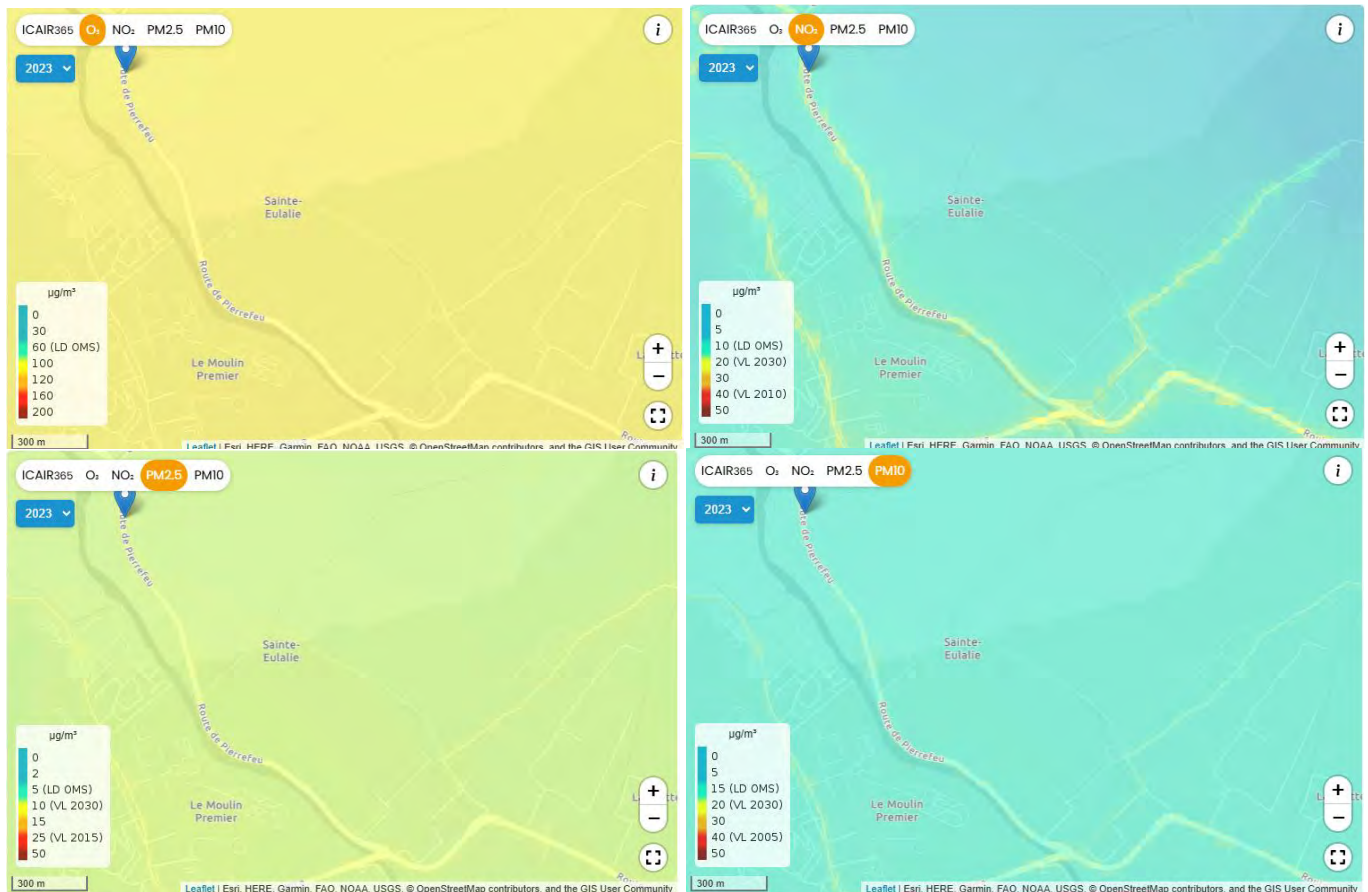 ICAIR365 O₃ NO₂ PM2.5 PM10
i
2023
Route de Pierrefeu
Sainte-
Eulalie
Route de Pierrefeu
µg/m³
0
30
60 (LD OMS)
100
120
160
200
Le Moulin
Premier
+
−
300 m
Leaflet | Esri, HERE, Garmin, FAO, NOAA, USGS, © OpenStreetMap contributors, and the GIS User Community
ICAIR365 O₃ NO₂ PM2.5 PM10
i
2023
Route de Pierrefeu
Sainte-
Eulalie
Route de Pierrefeu
µg/m³
0
5
10 (LD OMS)
20 (VL 2030)
30
40 (VL 2010)
50
Le Moulin
Premier
+
−
300 m
Leaflet | Esri, HERE, Garmin, FAO, NOAA, USGS, © OpenStreetMap contributors, and the GIS User Community
ICAIR365 O₃ NO₂ PM2.5 PM10
i
2023
Route de Pierrefeu
Sainte-
Eulalie
Route de Pierrefeu
µg/m³
0
2
5 (LD OMS)
10 (VL 2030)
15
25 (VL 2015)
50
Le Moulin
Premier
+
−
300 m
Leaflet | Esri, HERE, Garmin, FAO, NOAA, USGS, © OpenStreetMap contributors, and the GIS User Community
ICAIR365 O₃ NO₂ PM2.5 PM10
i
2023
Route de Pierrefeu
Sainte-
Eulalie
Route de Pierrefeu
µg/m³
0
5
15 (LD OMS)
20 (VL 2030)
30
40 (VL 2005)
50
Le Moulin
Premier
+
−
300 m
Leaflet | Esri, HERE, Garmin, FAO, NOAA, USGS, © OpenStreetMap contributors, and the GIS User Community